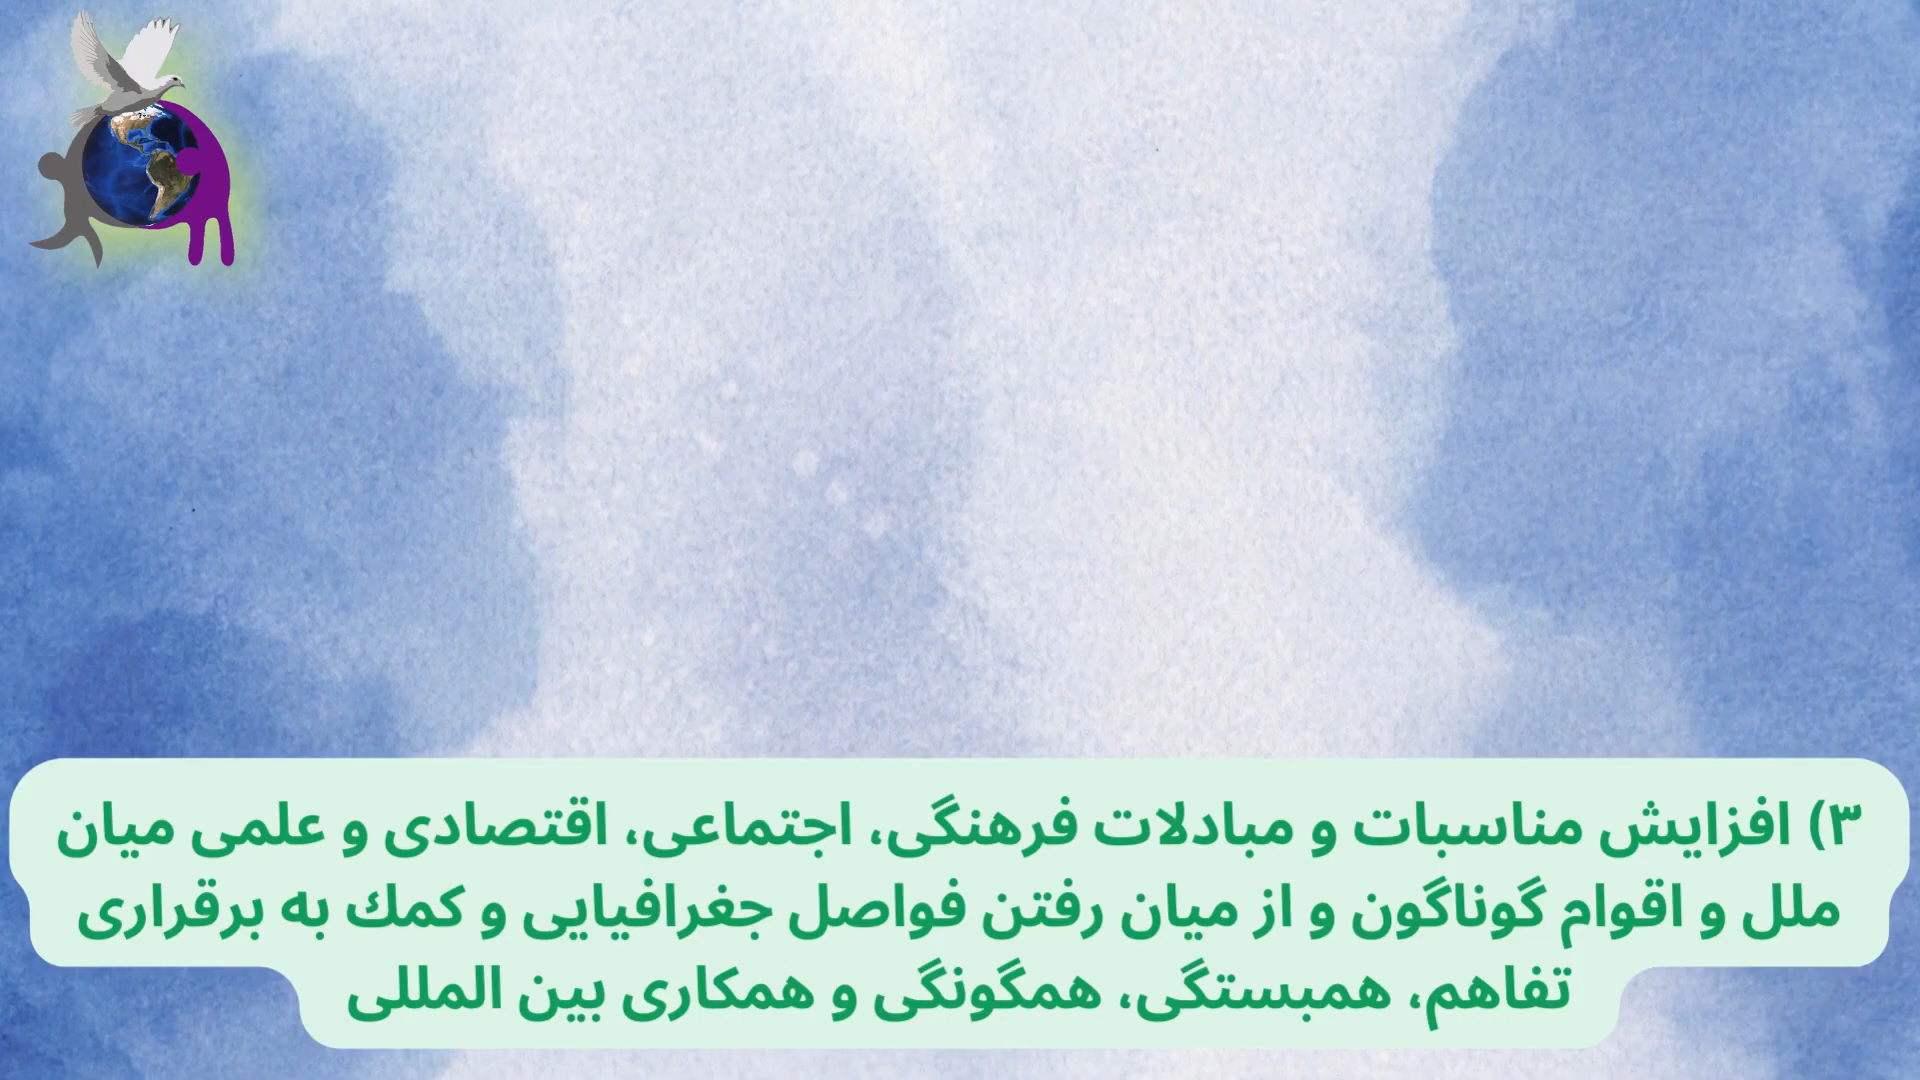 ۳) افزایش مناسبات و مبادلات فرهنگی، اجتماعی، اقتصادی و علمی میان
ملل و اقوام گوناگون و از میان رفتن فواصل جغرافیایی و كمك به برقراری
تفاهم، همبستگی، همگونگی و همکاری بین المللی